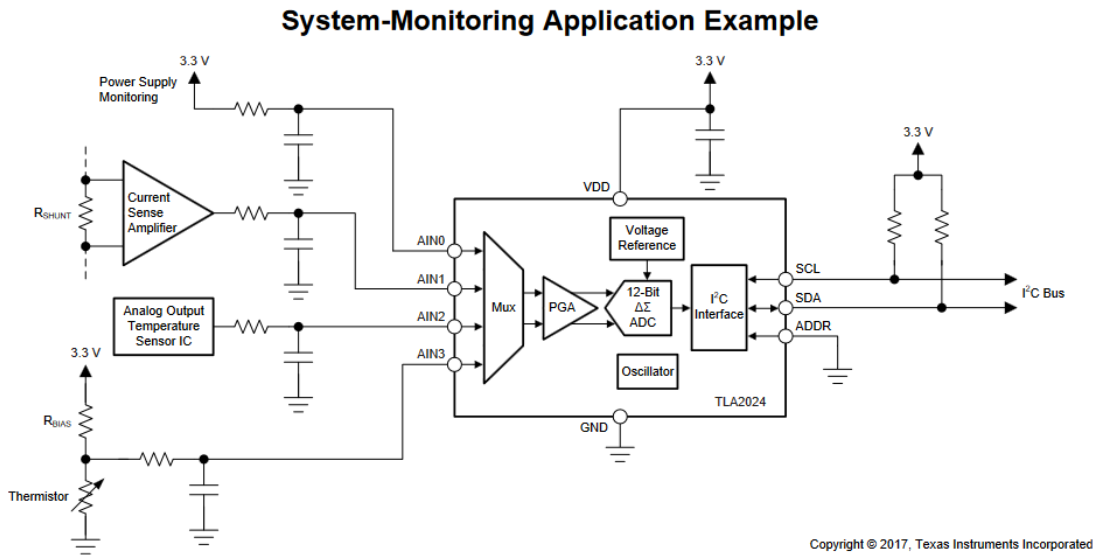 System-Monitoring Application Example
3.3 V
Power Supply
Monitoring
3.3 V
3.3 V
RSHUNT
Current
Sense
Amplifier
VDD
AIN0
AIN1
AIN2
AIN3
Mux
PGA
Voltage
Reference
12-Bit
ΔΣ
ADC
I²C
Interface
Oscillator
TLA2024
SCL
SDA
ADDR
I²C Bus
Analog Output
Temperature
Sensor IC
3.3 V
RBIAS
GND
Thermistor
Copyright © 2017, Texas Instruments Incorporated